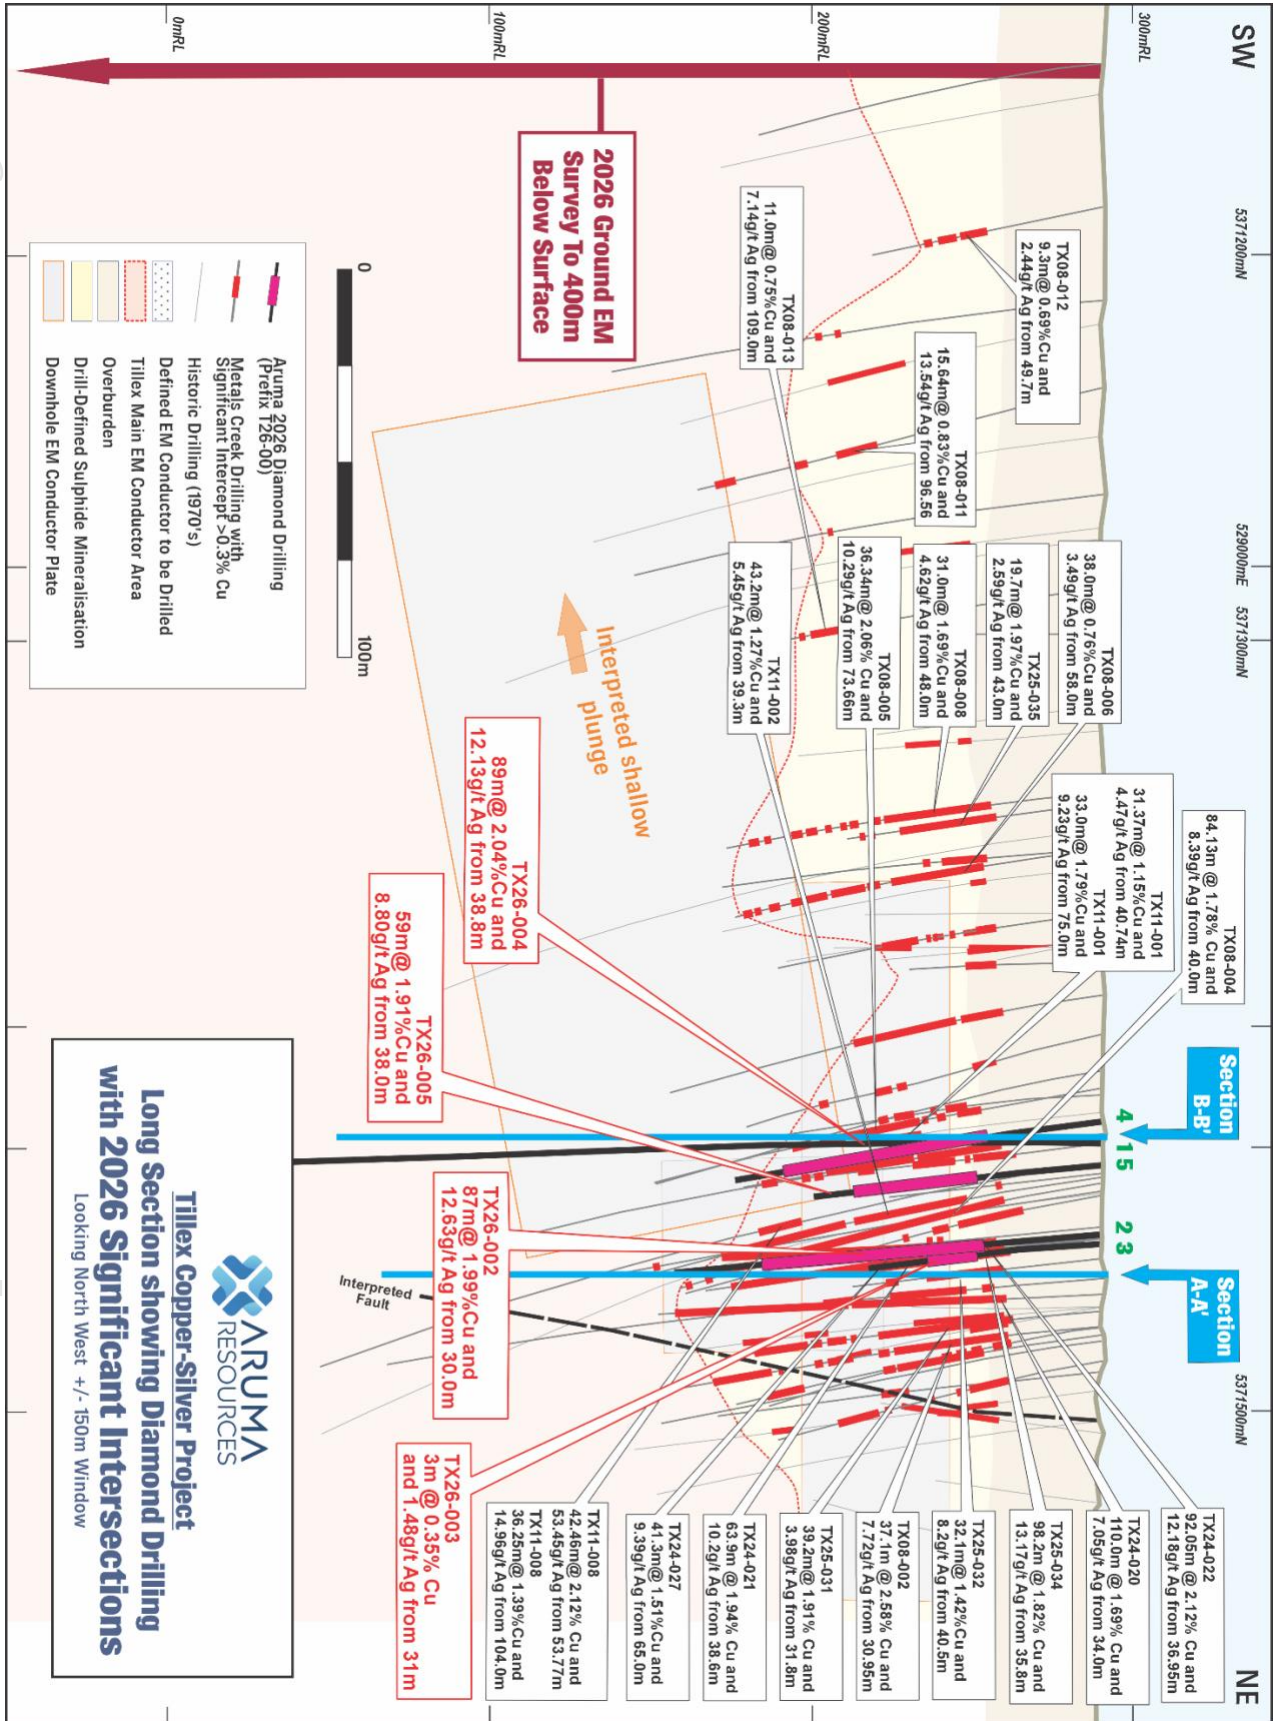 SW
NE
300mRL
200mRL
100mRL
0mRL
5371200mN
529000mE
5371300mN
5371500mN
Section
B-B'
Section
A-A'
4
1
5
2
3
2026 Ground EM
Survey To 400m
Below Surface
TX08-012
9.3m@ 0.69%Cu and
2.44g/t Ag from 49.7m
TX08-011
15.64m@ 0.83%Cu and
13.54g/t Ag from 96.56
TX08-013
11.0m@ 0.75%Cu and
7.14g/t Ag from 109.0m
TX08-006
38.0m@ 0.76%Cu and
3.49g/t Ag from 58.0m
TX25-035
19.7m@ 1.97%Cu and
2.59g/t Ag from 43.0m
TX08-008
31.0m@ 1.69%Cu and
4.62g/t Ag from 48.0m
TX08-005
36.34m@ 2.06% Cu and
10.29g/t Ag from 73.66m
TX11-002
43.2m@ 1.27%Cu and
5.45g/t Ag from 39.3m
TX08-004
84.13m @ 1.78% Cu and
8.39g/t Ag from 40.0m
TX11-001
31.37m@ 1.15%Cu and
4.47g/t Ag from 40.74m
TX11-001
33.0m@ 1.79%Cu and
9.23g/t Ag from 75.0m
TX24-022
92.05m @ 2.12% Cu and
12.18g/t Ag from 36.95m
TX24-020
110.0m @ 1.69% Cu and
7.05g/t Ag from 34.0m
TX25-034
98.2m @ 1.82% Cu and
13.17g/t Ag from 35.8m
TX25-032
32.1m@ 1.42%Cu and
8.2g/t Ag from 40.5m
TX08-002
37.1m @ 2.58% Cu and
7.72g/t Ag from 30.95m
TX25-031
39.2m@ 1.91% Cu and
3.98g/t Ag from 31.8m
TX24-021
63.9m @ 1.94% Cu and
10.2g/t Ag from 38.6m
TX24-027
41.3m@ 1.51%Cu and
9.39g/t Ag from 65.0m
TX11-008
42.46m@ 2.12% Cu and
53.45g/t Ag from 53.77m
TX11-008
36.25m@ 1.39%Cu and
14.96g/t Ag from 104.0m
Interpreted shallow
plunge
TX26-004
89m@ 2.04%Cu and
12.13g/t Ag from 38.8m
TX26-005
59m@ 1.91%Cu and
8.80g/t Ag from 38.0m
TX26-002
87m@ 1.99%Cu and
12.63g/t Ag from 30.0m
TX26-003
3m @ 0.35% Cu
and 1.48g/t Ag from 31m
Interpreted
Fault
0
100m
Aruma 2026 Diamond Drilling
(Prefix T26-00)
Metals Creek Drilling with
Significant Intercept >0.3% Cu
Historic Drilling (1970's)
Defined EM Conductor to be Drilled
Tillex Main EM Conductor Area
Overburden
Drill-Defined Sulphide Mineralisation
Downhole EM Conductor Plate
ARUMA
RESOURCES
Tillex Copper-Silver Project
Long Section showing Diamond Drilling
with 2026 Significant Intersections
Looking North West +/- 150m Window